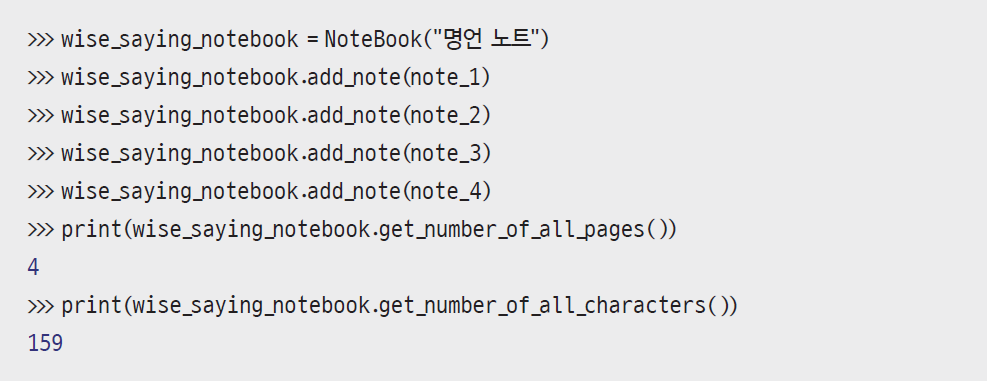 >>> wise_saying_notebook = NoteBook("명언 노트")
>>> wise_saying_notebook.add_note(note_1)
>>> wise_saying_notebook.add_note(note_2)
>>> wise_saying_notebook.add_note(note_3)
>>> wise_saying_notebook.add_note(note_4)
>>> print(wise_saying_notebook.get_number_of_all_pages())
4
>>> print(wise_saying_notebook.get_number_of_all_characters())
159